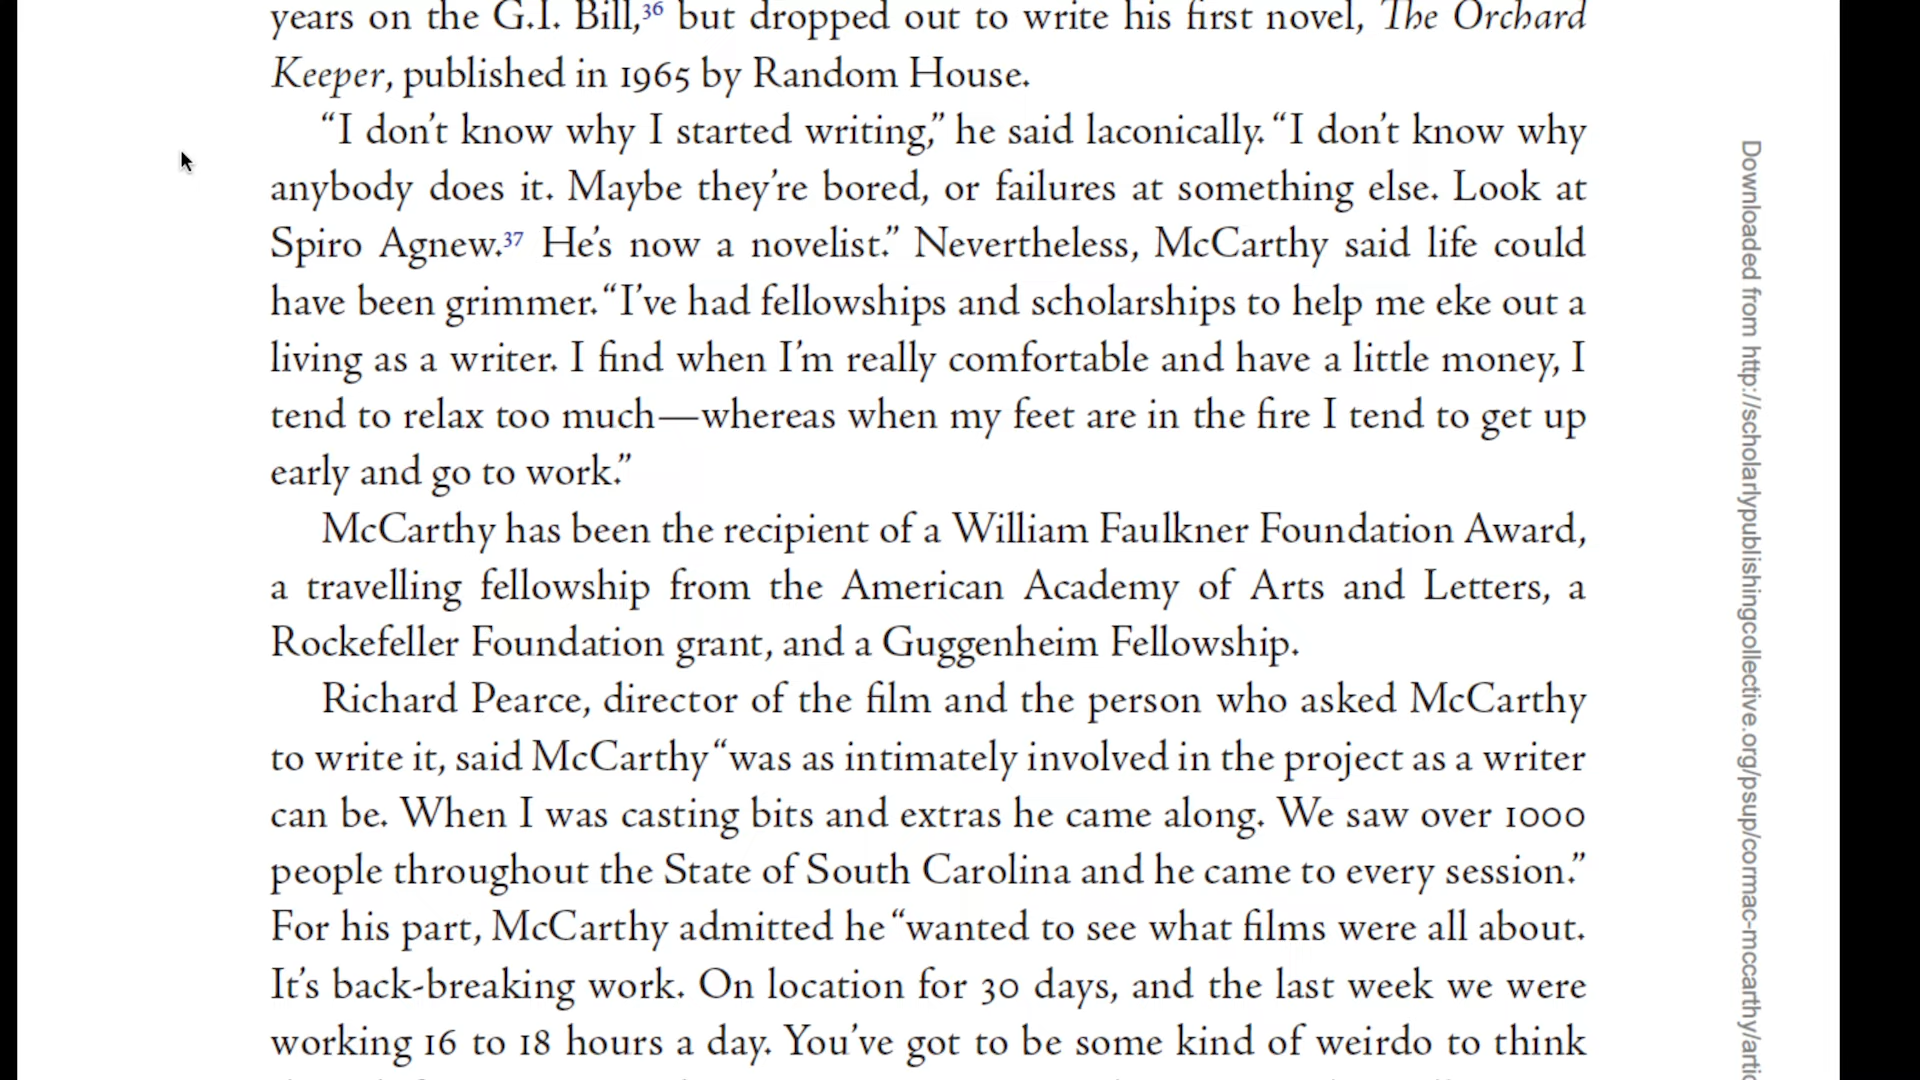 years on the G.I. Bill,36 but dropped out to write his first novel, The Orchard
Keeper, published in 1965 by Random House.
“I don’t know why I started writing,” he said laconically. “I don’t know why
anybody does it. Maybe they’re bored, or failures at something else. Look at
Spiro Agnew.37 He’s now a novelist.” Nevertheless, McCarthy said life could
have been grimmer. “I’ve had fellowships and scholarships to help me eke out a
living as a writer. I find when I’m really comfortable and have a little money, I
tend to relax too much—whereas when my feet are in the fire I tend to get up
early and go to work.”
McCarthy has been the recipient of a William Faulkner Foundation Award,
a travelling fellowship from the American Academy of Arts and Letters, a
Rockefeller Foundation grant, and a Guggenheim Fellowship.
Richard Pearce, director of the film and the person who asked McCarthy
to write it, said McCarthy “was as intimately involved in the project as a writer
can be. When I was casting bits and extras he came along. We saw over 1000
people throughout the State of South Carolina and he came to every session.”
For his part, McCarthy admitted he “wanted to see what films were all about.
It’s back-breaking work. On location for 30 days, and the last week we were
working 16 to 18 hours a day. You’ve got to be some kind of weirdo to think
Downloaded from http://scholarlypublishingcollective.org/psup/cormac-mccarthy/artic